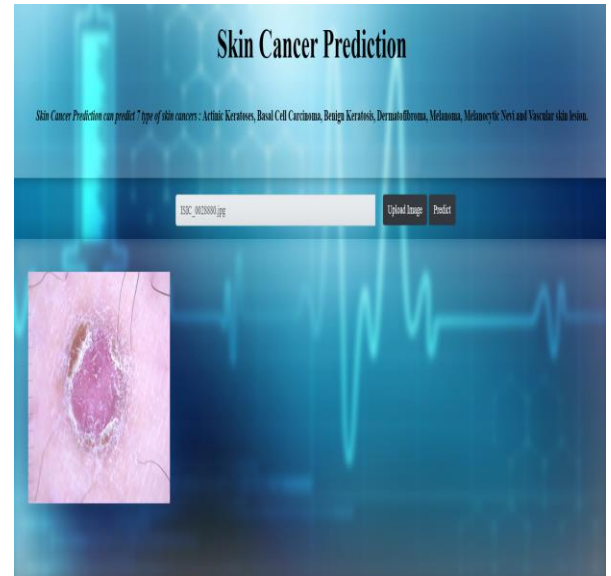 Skin Cancer Prediction
Skin Cancer Prediction can predict 7 type of skin cancers : Actinic Keratoses, Basal Cell Carcinoma, Benign Keratosis, Dermatofibroma, Melanoma, Melanocytic Nevi and Vascular skin lesion.
ISIC_0028880.jpg Upload Image Predict